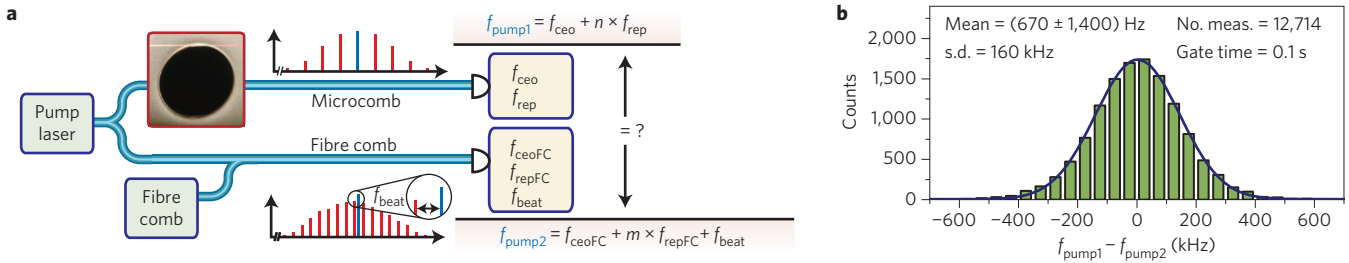 a
f_pump1 = f_ceo + n × f_rep
Pump
laser
Microcomb
f_ceo
f_rep
= ?
Fibre comb
f_ceoFC
f_repFC
f_beat
Fibre
comb
f_beat
f_pump2 = f_ceoFC + m × f_repFC + f_beat
b
Mean = (670 ± 1,400) Hz
No. meas. = 12,714
s.d. = 160 kHz
Gate time = 0.1 s
Counts
2,000
1,500
1,000
500
0
−600 −400 −200 0 200 400 600
f_pump1 − f_pump2 (kHz)